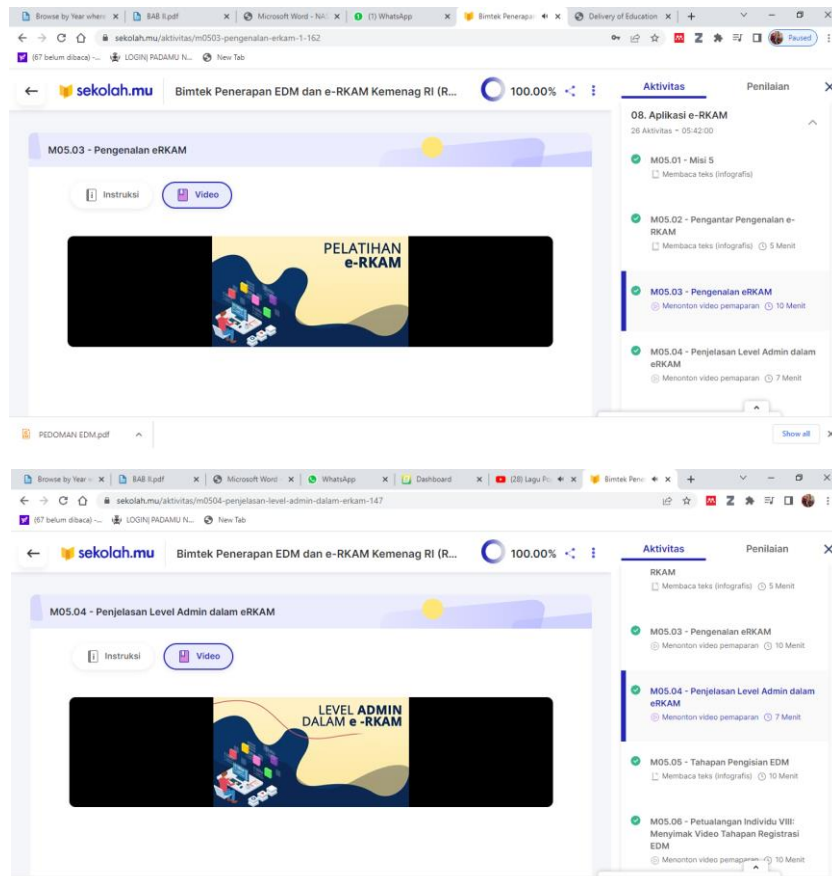 Browse by Year where
BAB II.pdf
Microsoft Word - NAS
(1) WhatsApp
Bimtek Penerapan
Delivery of Education
sekolah.mu/aktivitas/m0503-pengenalan-erkam-1-162
Paused
(67 belum dibaca) -...
LOGIN| PADAMU N...
New Tab
sekolah.mu
Bimtek Penerapan EDM dan e-RKAM Kemenag RI (R...
100.00%
Aktivitas
Penilaian
08. Aplikasi e-RKAM
26 Aktivitas • 05:42:00
M05.03 - Pengenalan eRKAM
Instruksi
Video
PELATIHAN
e-RKAM
M05.01 - Misi 5
Membaca teks (infografis)
M05.02 - Pengantar Pengenalan e-
RKAM
Membaca teks (infografis) 5 Menit
M05.03 - Pengenalan eRKAM
Menonton video pemaparan 10 Menit
M05.04 - Penjelasan Level Admin dalam
eRKAM
Menonton video pemaparan 7 Menit
PEDOMAN EDM.pdf
Show all
Browse by Year
BAB II.pdf
Microsoft Word
WhatsApp
Dashboard
(28) Lagu Po
Bimtek Pene
sekolah.mu/aktivitas/m0504-penjelasan-level-admin-dalam-erkam-147
(67 belum dibaca) -...
LOGIN| PADAMU N...
New Tab
sekolah.mu
Bimtek Penerapan EDM dan e-RKAM Kemenag RI (R...
100.00%
Aktivitas
Penilaian
M05.04 - Penjelasan Level Admin dalam eRKAM
Instruksi
Video
LEVEL ADMIN
DALAM e -RKAM
RKAM
Membaca teks (infografis) 5 Menit
M05.03 - Pengenalan eRKAM
Menonton video pemaparan 10 Menit
M05.04 - Penjelasan Level Admin dalam
eRKAM
Menonton video pemaparan 7 Menit
M05.05 - Tahapan Pengisian EDM
Membaca teks (infografis) 10 Menit
M05.06 - Petualangan Individu VIII:
Menyimak Video Tahapan Registrasi
EDM
Menonton video pemaparan 10 Menit